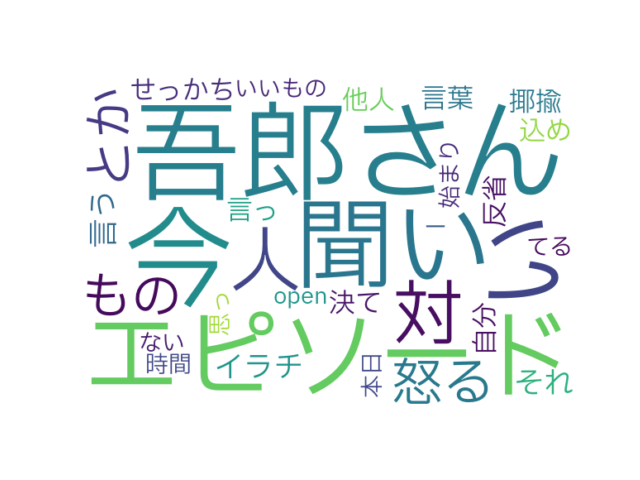 せっかち
いいもの
他人
言葉
揶揄
込め
とか
吾郎さん
始まり
反省
言う
言っ
今
人
聞い
し
てる
もの
open
決て
対
ー
自分
思っ
エピソード
ない
時間
イラチ
本日
怒る
それ